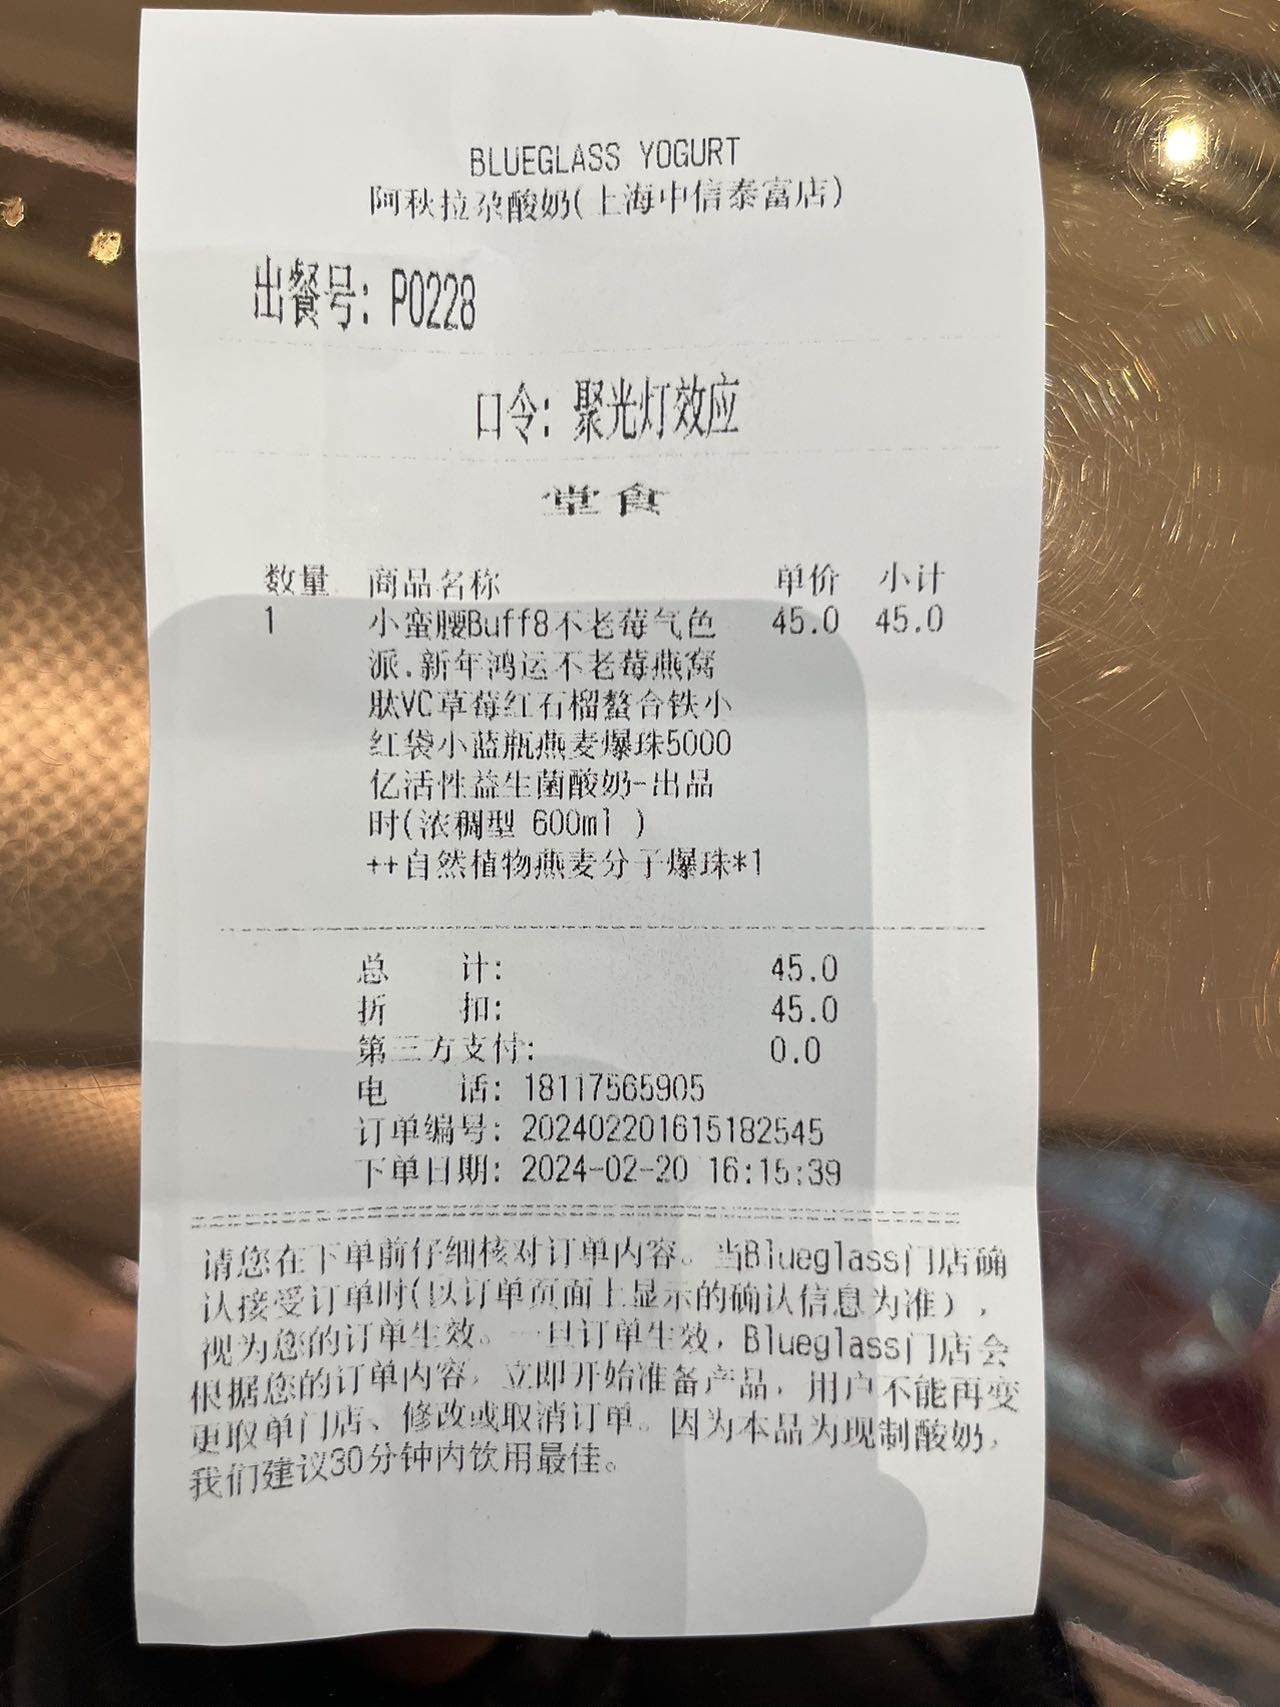 BLUEGLASS YOGURT
阿秋拉尕酸奶(上海中信泰富店)
出餐号: P0228
口令: 聚光灯效应
堂食
数量 商品名称 单价 小计
1 小蛮腰Buff8不老莓气色 45.0 45.0
派.新年鸿运不老莓燕窝
肽VC草莓红石榴螯合铁小
红袋小蓝瓶燕麦爆珠5000
亿活性益生菌酸奶-出品
时(浓稠型 600ml )
++自然植物燕麦分子爆珠*1
总 计: 45.0
折 扣: 45.0
第三方支付: 0.0
电 话: 18117565905
订单编号: 202402201615182545
下单日期: 2024-02-20 16:15:39
请您在下单前仔细核对订单内容。当Blueglass门店确
认接受订单时(以订单页面上显示的确认信息为准),
视为您的订单生效。一旦订单生效, Blueglass门店会
根据您的订单内容, 立即开始准备产品, 用户不能再变
更取单门店、修改或取消订单。因为本品为现制酸奶,
我们建议30分钟内饮用最佳。